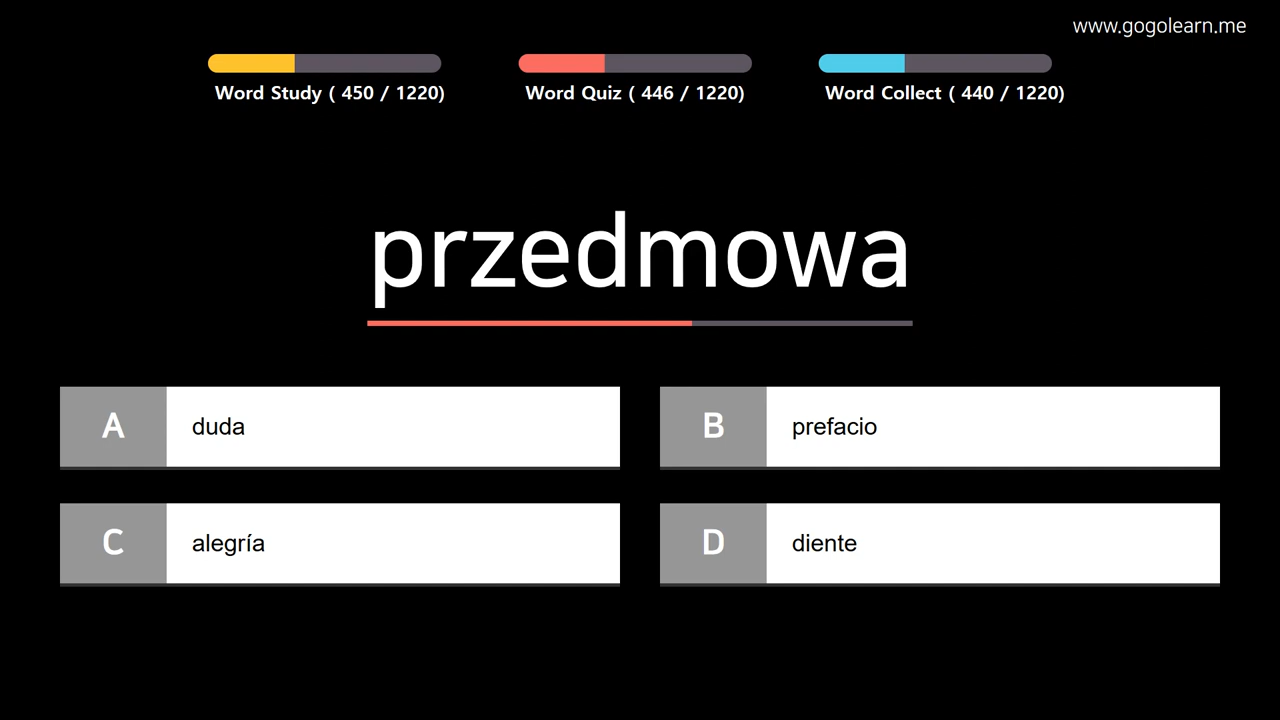 www.gogolearn.me
Word Study ( 450 / 1220)
Word Quiz ( 446 / 1220)
Word Collect ( 440 / 1220)
przedmowa
A
duda
B
prefacio
C
alegría
D
diente